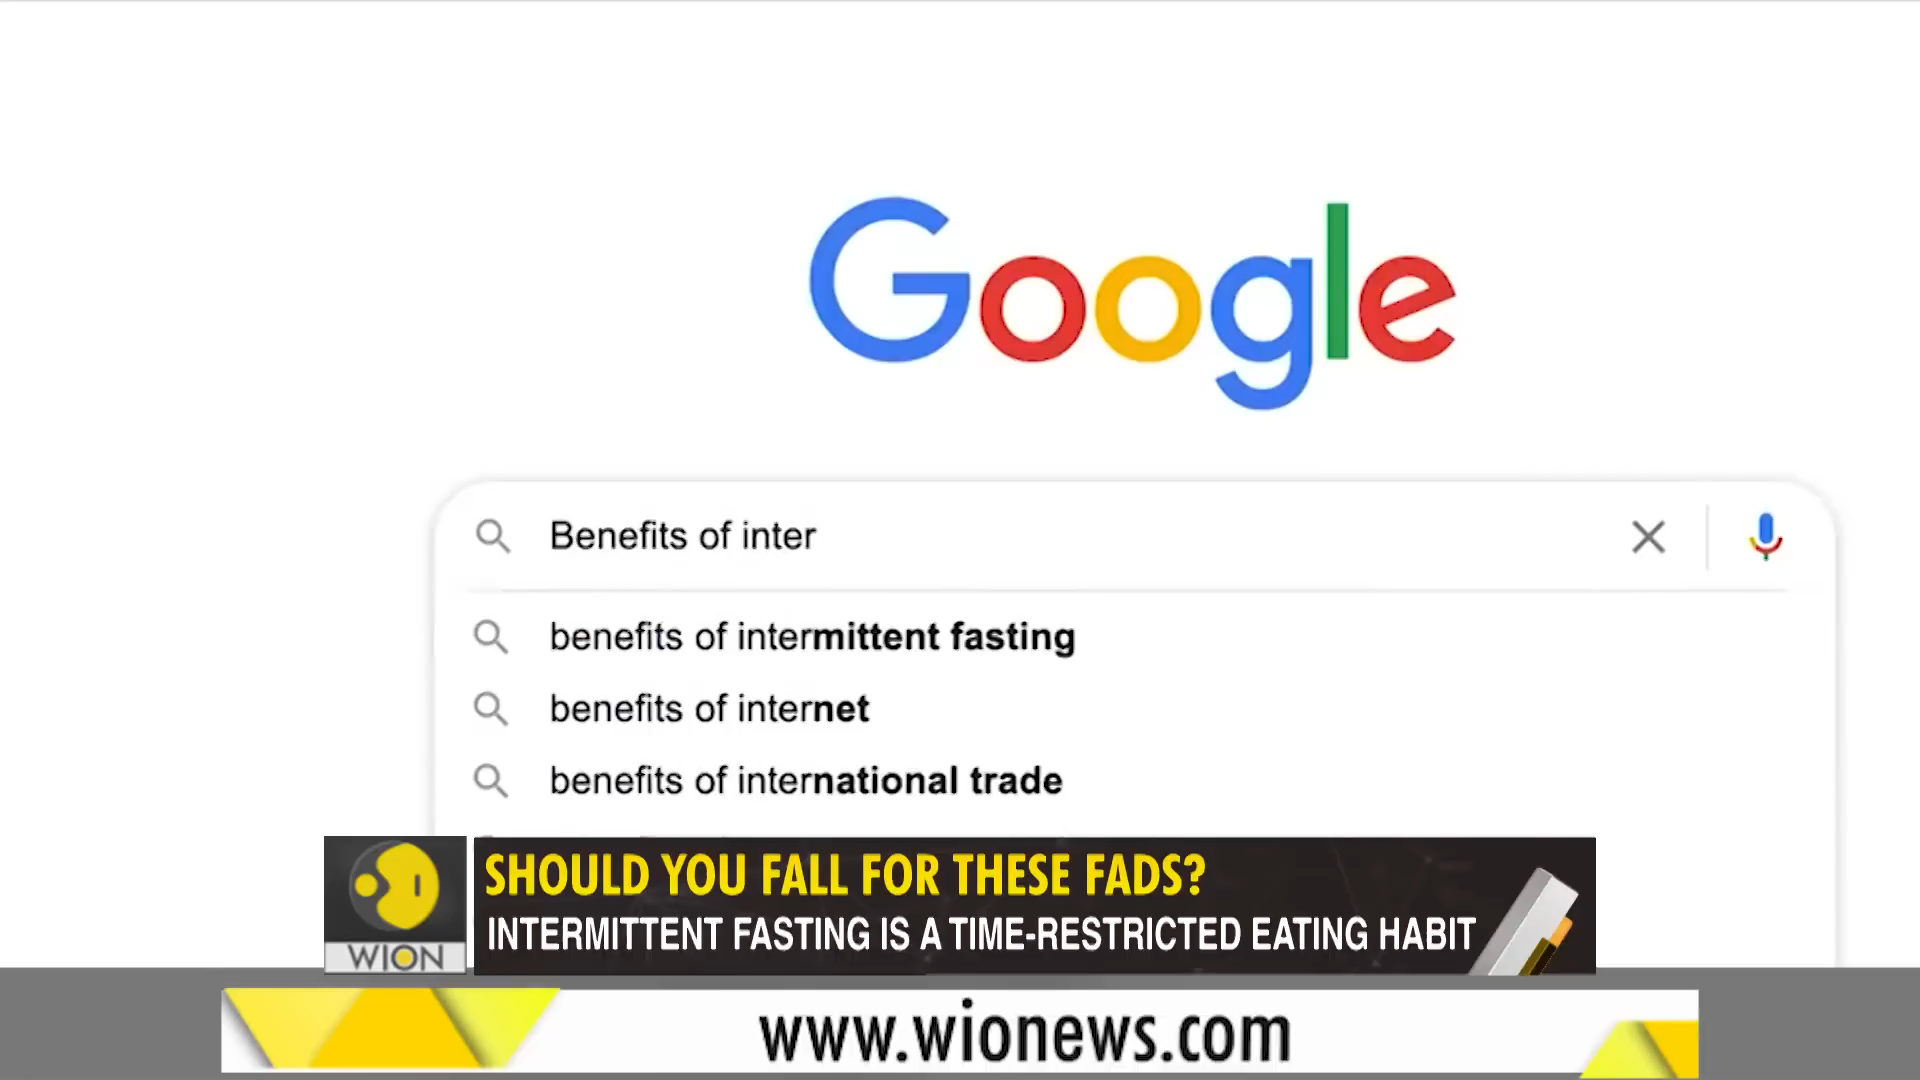 Google
Benefits of inter
benefits of intermittent fasting
benefits of internet
benefits of international trade
SHOULD YOU FALL FOR THESE FADS?
INTERMITTENT FASTING IS A TIME-RESTRICTED EATING HABIT
WION
www.wionews.com